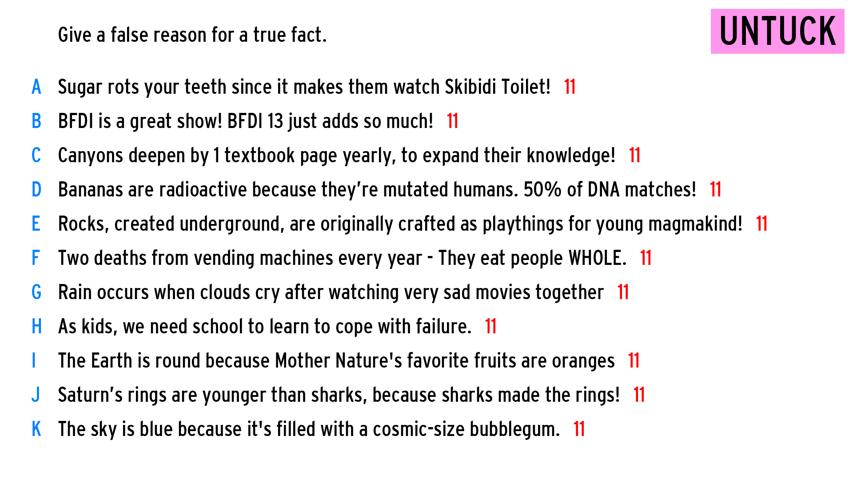 Give a false reason for a true fact.
UNTUCK
A Sugar rots your teeth since it makes them watch Skibidi Toilet! 11
B BFDI is a great show! BFDI 13 just adds so much! 11
C Canyons deepen by 1 textbook page yearly, to expand their knowledge! 11
D Bananas are radioactive because they’re mutated humans. 50% of DNA matches! 11
E Rocks, created underground, are originally crafted as playthings for young magmakind! 11
F Two deaths from vending machines every year - They eat people WHOLE. 11
G Rain occurs when clouds cry after watching very sad movies together 11
H As kids, we need school to learn to cope with failure. 11
I The Earth is round because Mother Nature's favorite fruits are oranges 11
J Saturn’s rings are younger than sharks, because sharks made the rings! 11
K The sky is blue because it's filled with a cosmic-size bubblegum. 11